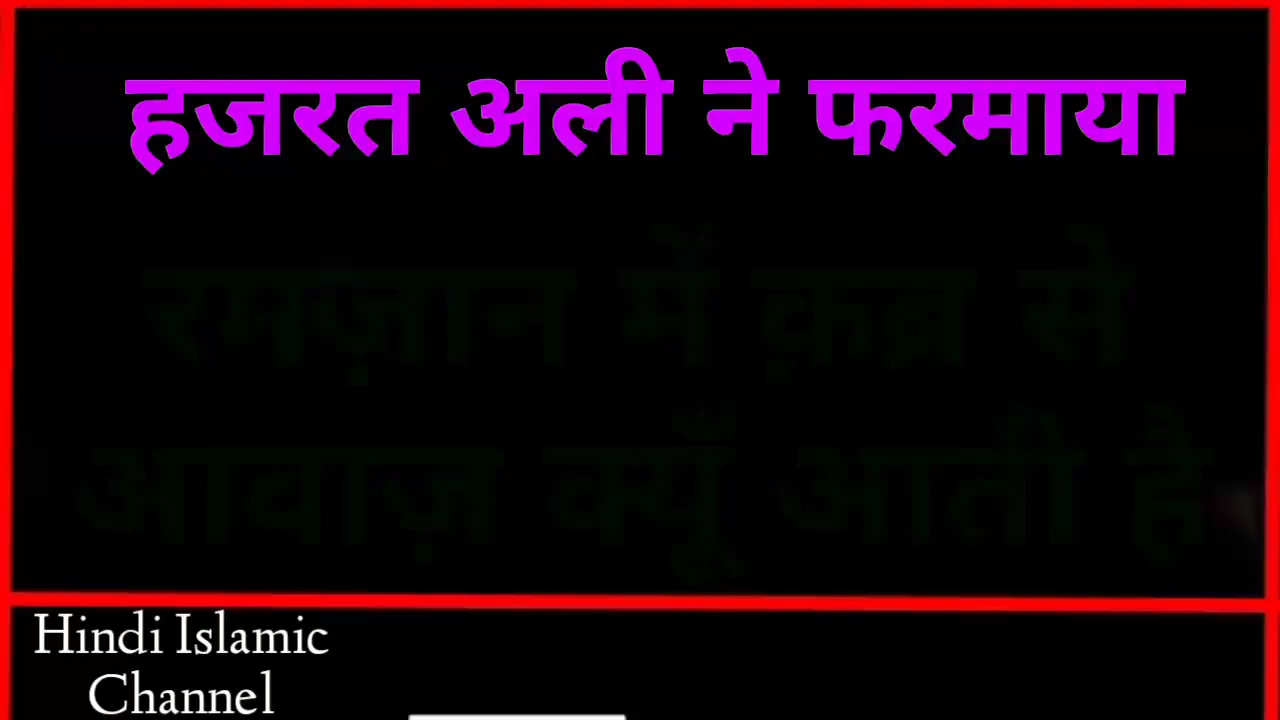 हजरत अली ने फरमाया
रमज़ान में क़ब्र से
आवाज़ क्यूँ आती है
Hindi Islamic
Channel